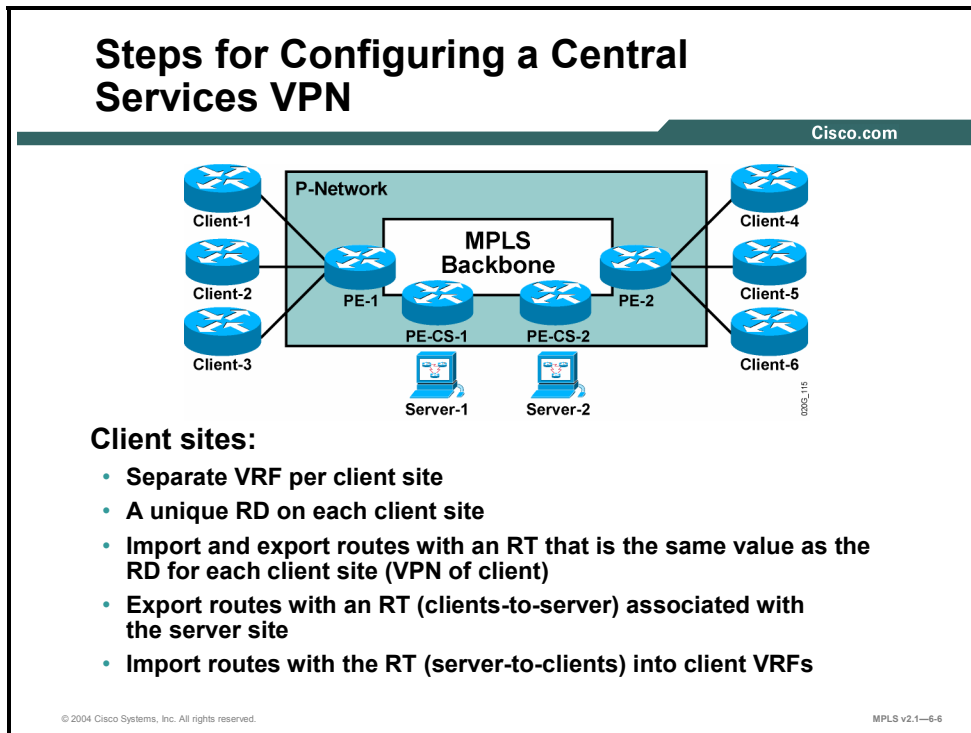 Steps for Configuring a Central
Services VPN
Cisco.com
P-Network
Client-1
Client-4
MPLS
Backbone
Client-2
PE-1
PE-2
Client-5
PE-CS-1
PE-CS-2
Client-3
Client-6
Server-1
Server-2
020G_115
Client sites:
• Separate VRF per client site
• A unique RD on each client site
• Import and export routes with an RT that is the same value as the
RD for each client site (VPN of client)
• Export routes with an RT (clients-to-server) associated with
the server site
• Import routes with the RT (server-to-clients) into client VRFs
© 2004 Cisco Systems, Inc. All rights reserved.
MPLS v2.1—6-6